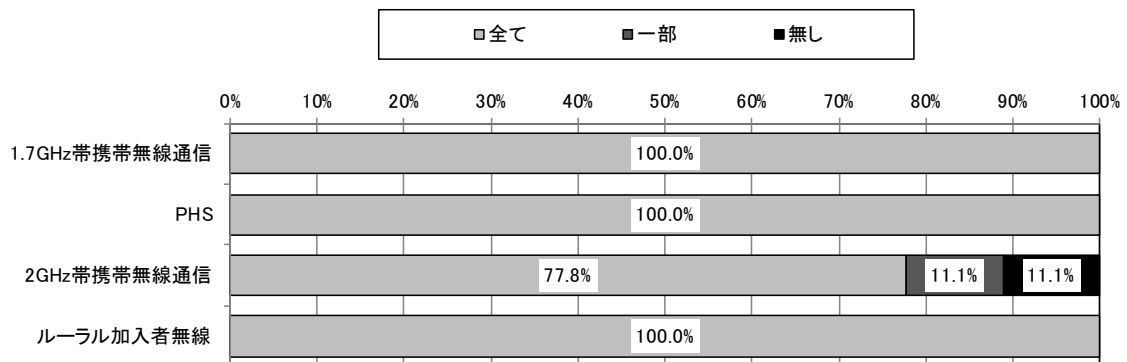 全て 一部 無し
0% 10% 20% 30% 40% 50% 60% 70% 80% 90% 100%
1.7GHz帯携帯無線通信 100.0%
PHS 100.0%
2GHz帯携帯無線通信 77.8% 11.1% 11.1%
ルーラル加入者無線 100.0%